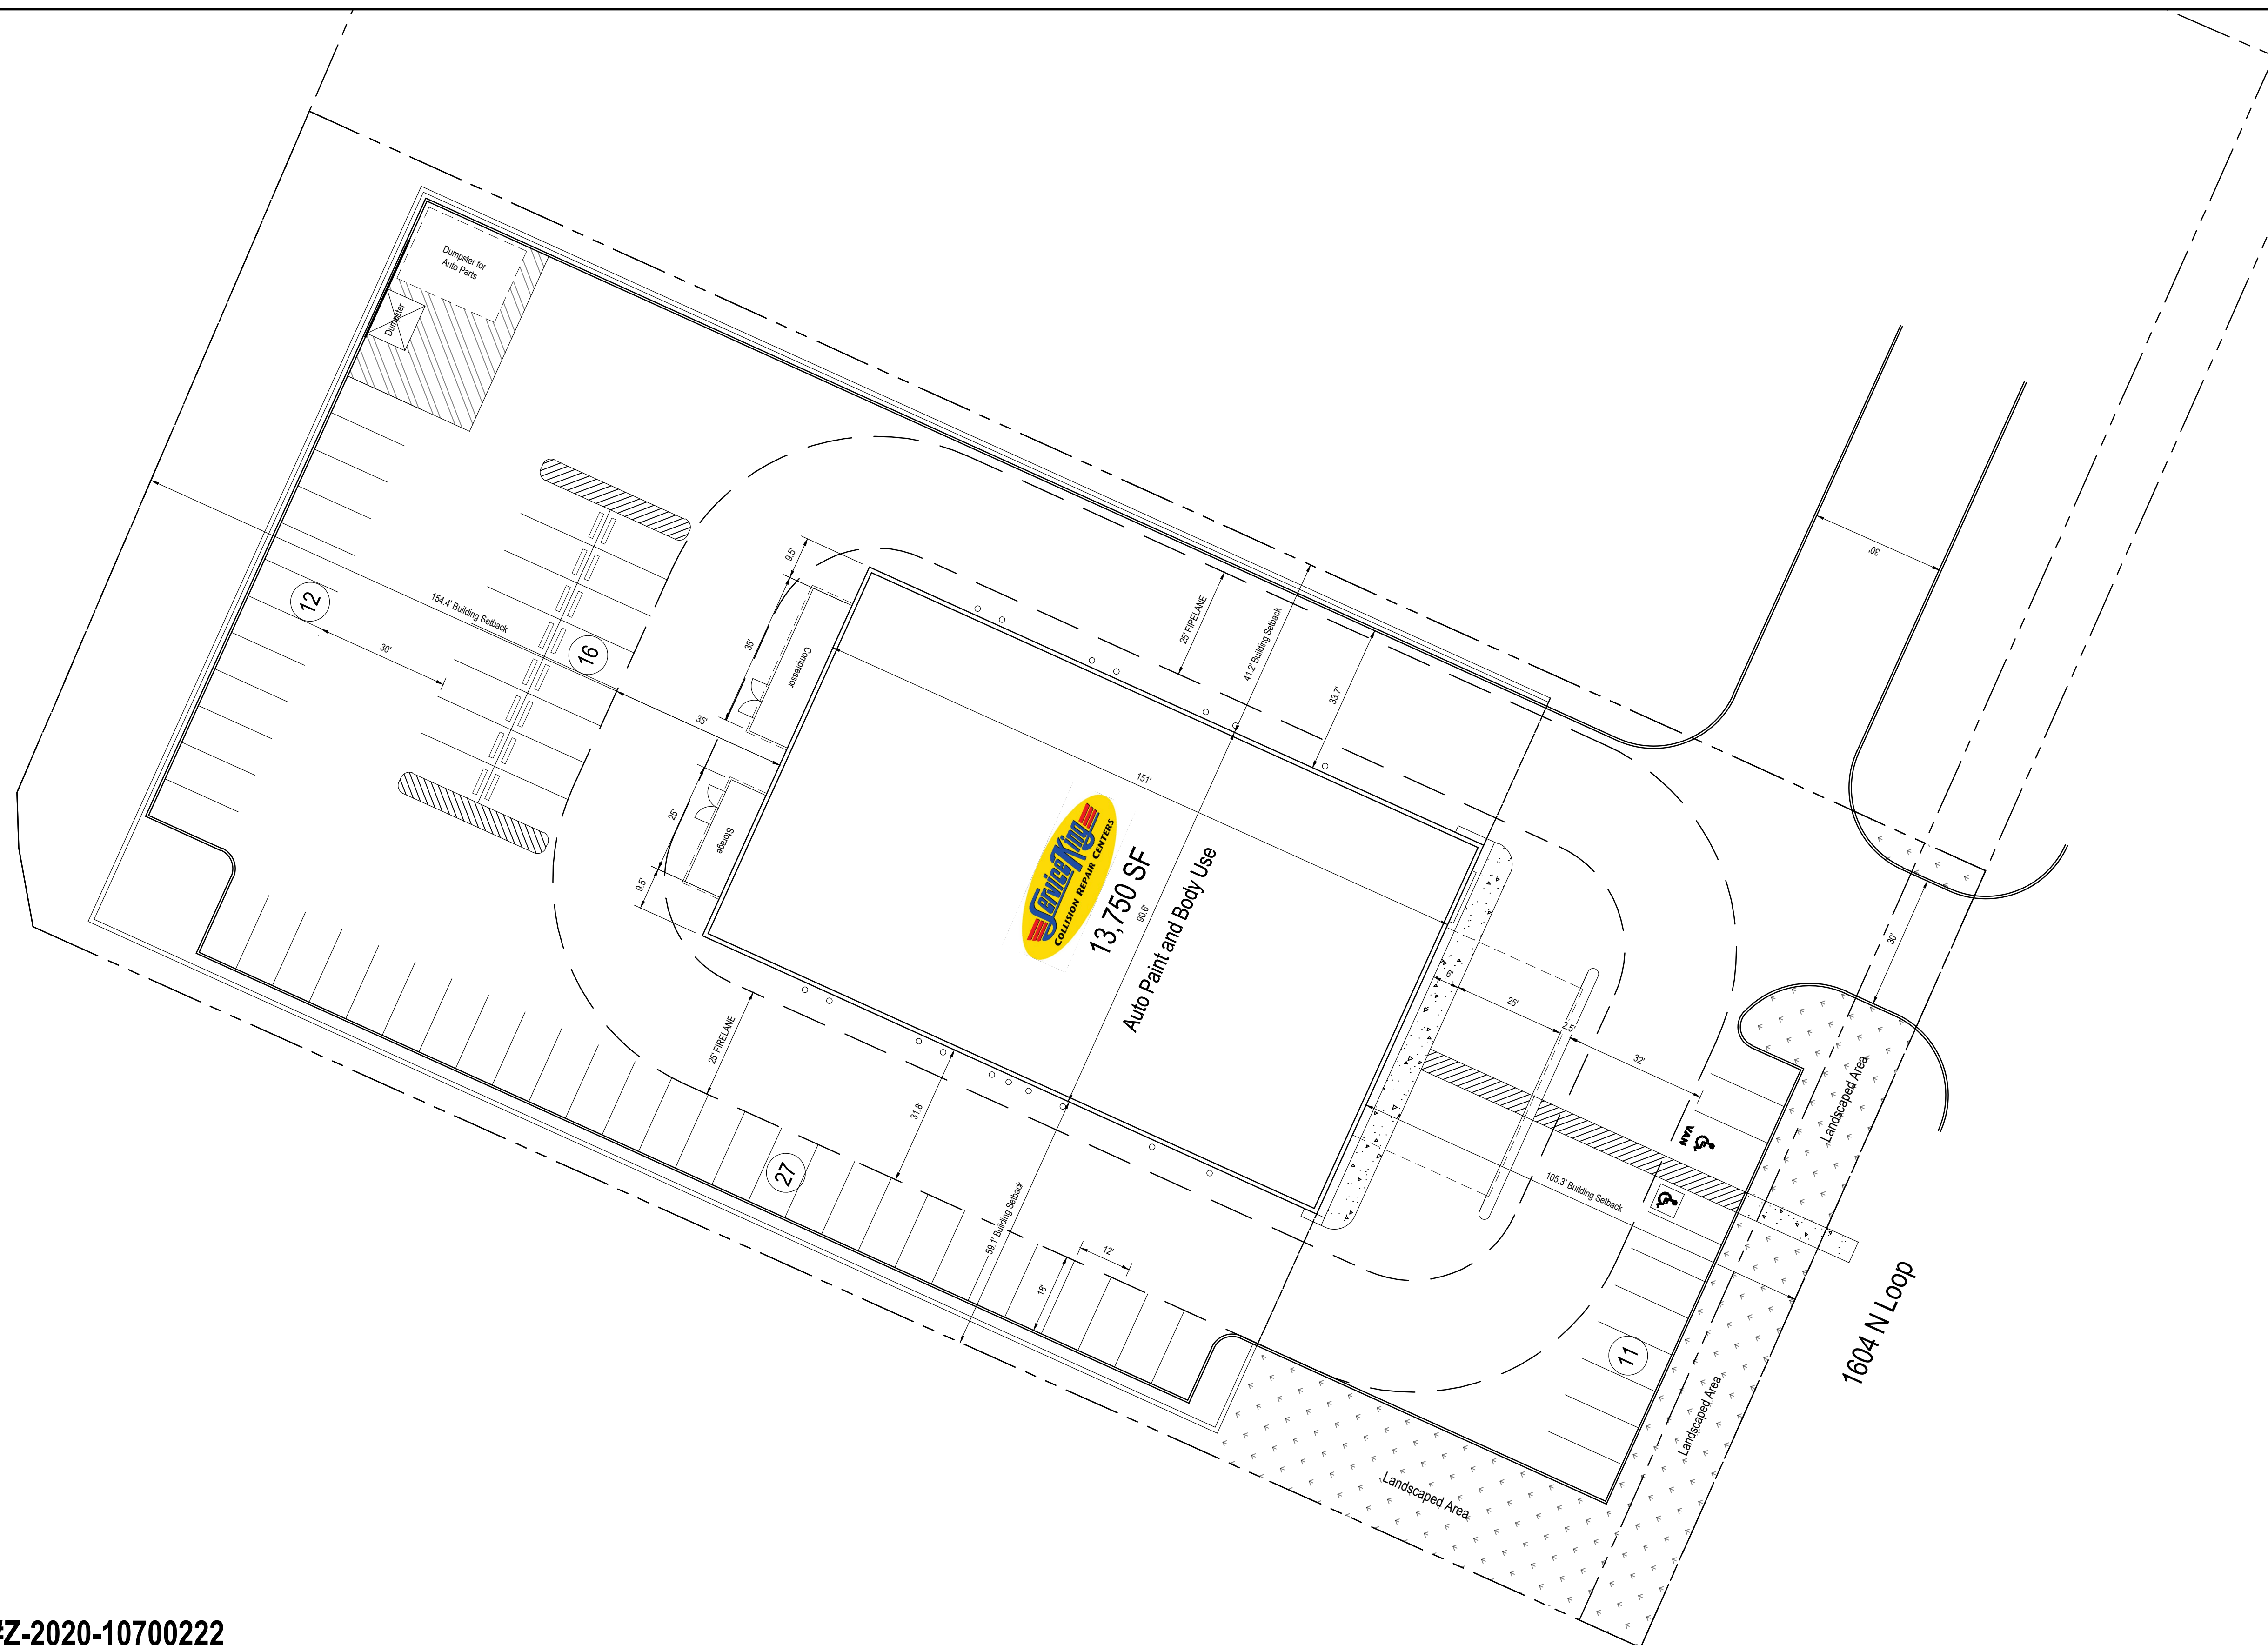 Dumpster for
Auto Parts
Dumpster
12
154.4' Building Setback
30'
16
9.5'
35'
Compressor
35'
25'
Storage
9.5'
25' FIRELANE
41.2' Building Setback
33.7'
30'
151'
ServiceKing
COLLISION REPAIR CENTERS
13,750 SF
90.6'
Auto Paint and Body Use
25' FIRELANE
31.8'
27
59.1' Building Setback
12'
18'
6'
25'
2.5'
32'
VAN
105.3' Building Setback
11
30'
Landscaped Area
Landscaped Area
Landscaped Area
1604 N Loop
#Z-2020-10700222